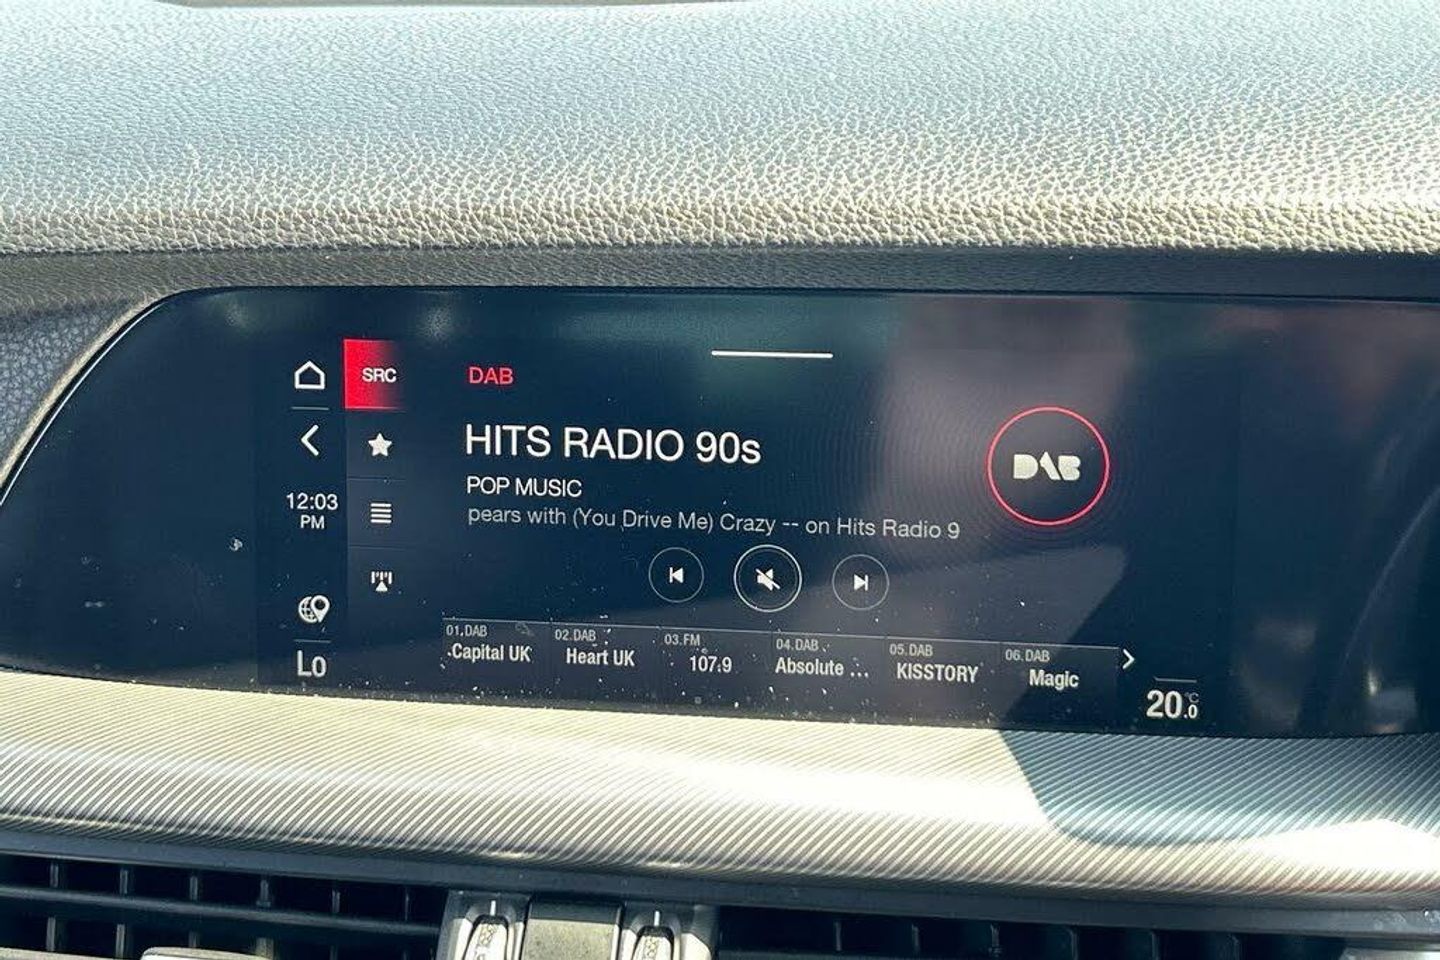 SRC
DAB
HITS RADIO 90s
POP MUSIC
pears with (You Drive Me) Crazy -- on Hits Radio 9
DAB
12:03
PM
Lo
01.DAB
Capital UK
02.DAB
Heart UK
03.FM
107.9
04.DAB
Absolute ...
05.DAB
KISSTORY
06.DAB
Magic
20.0 °C